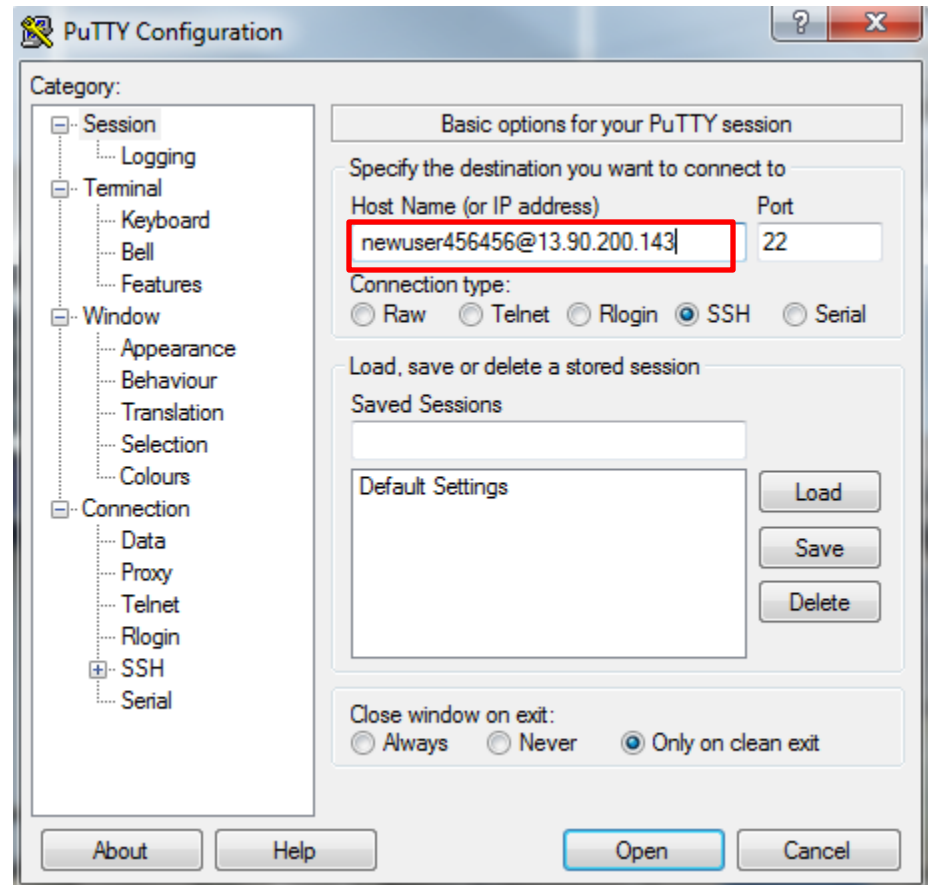 PuTTY Configuration
Category:
Session
Logging
Terminal
Keyboard
Bell
Features
Window
Appearance
Behaviour
Translation
Selection
Colours
Connection
Data
Proxy
Telnet
Rlogin
SSH
Serial
Basic options for your PuTTY session
Specify the destination you want to connect to
Host Name (or IP address) Port
newuser456456@13.90.200.143 22
Connection type:
Raw Telnet Rlogin SSH Serial
Load, save or delete a stored session
Saved Sessions
Default Settings
Load
Save
Delete
Close window on exit:
Always Never Only on clean exit
About Help Open Cancel